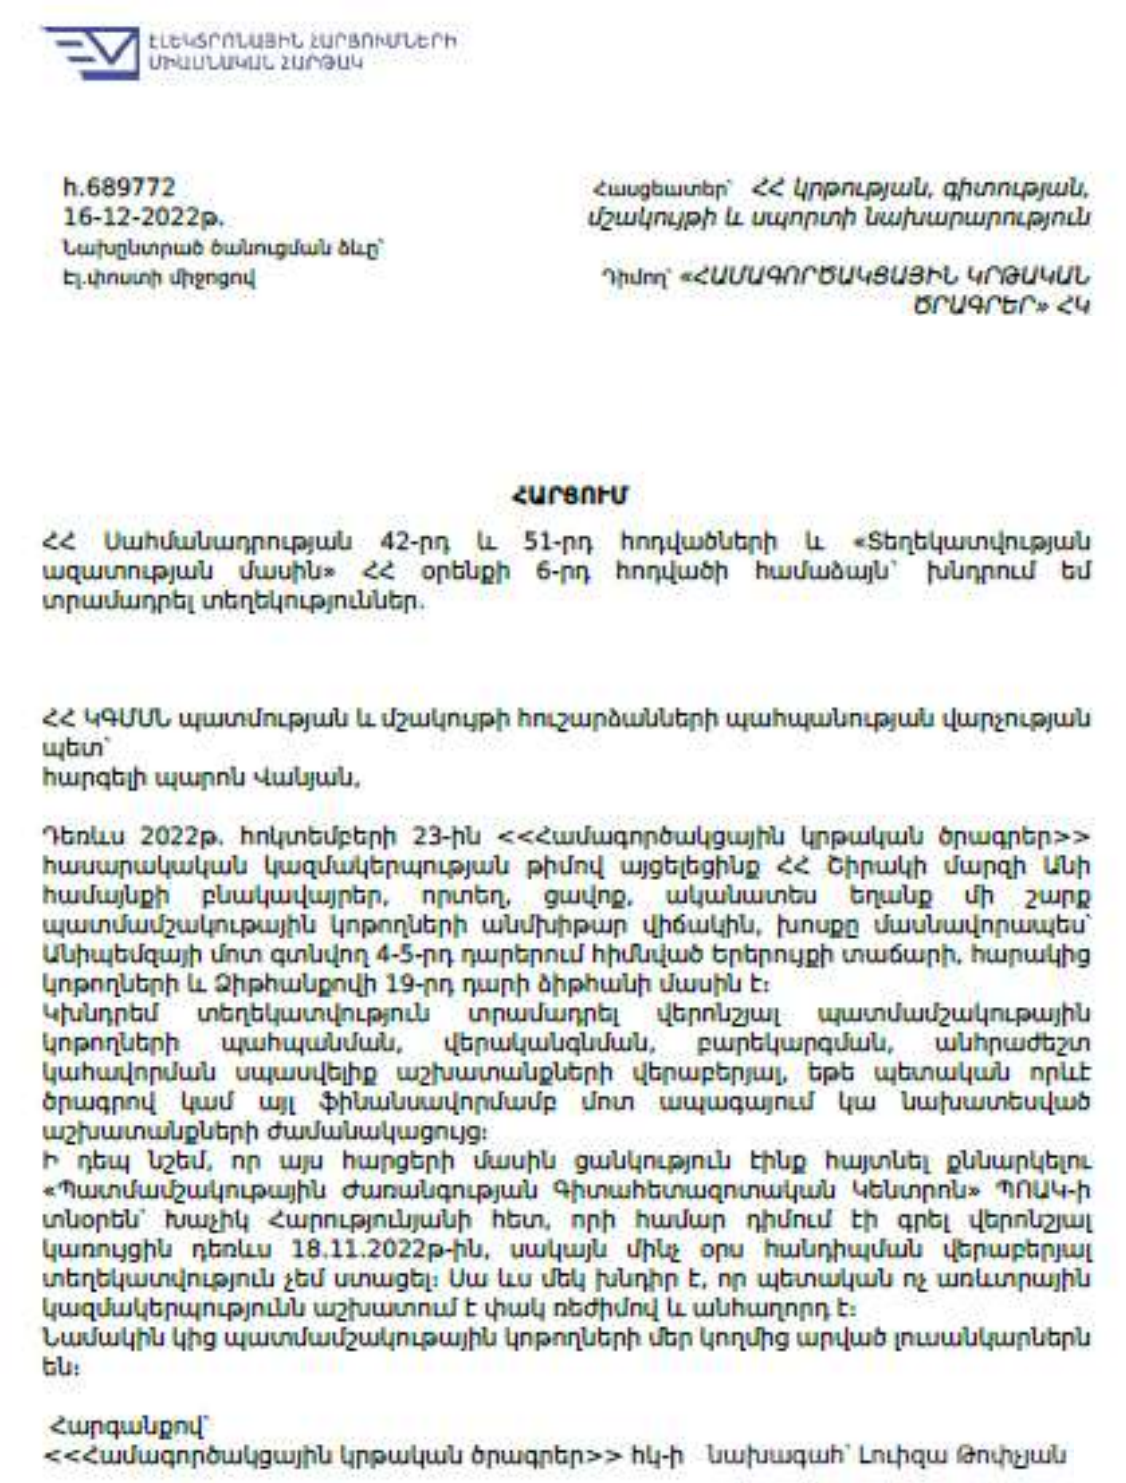 ԷԼԵԿՏՐՈՆԱՅԻՆ ՀԱՐՑՈՒՄՆԵՐԻ
ՄԻԱՍՆԱԿԱՆ ՀԱՐԹԱԿ
հ.689772
16-12-2022թ.
Նախընտրած ծանուցման ձևը՝
Էլ.փոստի միջոցով
Հասցեատեր՝ ՀՀ կրթության, գիտության,
մշակույթի և սպորտի նախարարություն
Դիմող՝ «ՀԱՄԱԳՈՐԾԱԿՑԱՅԻՆ ԿՐԹԱԿԱՆ
ԾՐԱԳՐԵՐ» ՀԿ
ՀԱՐՑՈՒՄ
ՀՀ Սահմանադրության 42-րդ և 51-րդ հոդվածների և «Տեղեկատվության
ազատության մասին» ՀՀ օրենքի 6-րդ հոդվածի համաձայն՝ խնդրում եմ
տրամադրել տեղեկություններ.
ՀՀ ԿԳՄՍՆ պատմության և մշակույթի հուշարձանների պահպանության վարչության
պետ՝
հարգելի պարոն Վանյան,
Դեռևս 2022թ. հոկտեմբերի 23-ին <<Համագործակցային կրթական ծրագրեր>>
հասարակական կազմակերպության թիմով այցելեցինք ՀՀ Շիրակի մարզի Անի
համայնքի բնակավայրեր, որտեղ, ցավոք, ականատես եղանք մի շարք
պատմամշակութային կոթողների անմխիթար վիճակին, խոսքը մասնավորապես՝
Անիպեմզայի մոտ գտնվող 4-5-րդ դարերում հիմնված Երերույքի տաճարի, հարակից
կոթողների և Ձիթհանքովի 19-րդ դարի ձիթհանի մասին է:
Կխնդրեմ տեղեկատվություն տրամադրել վերոնշյալ պատմամշակութային
կոթողների պահպանման, վերականգնման, բարեկարգման, անհրաժեշտ
կահավորման սպասվելիք աշխատանքների վերաբերյալ, եթե պետական որևէ
ծրագրով կամ այլ ֆինանսավորմամբ մոտ ապագայում կա նախատեսված
աշխատանքների ժամանակացույց:
Ի դեպ նշեմ, որ այս հարցերի մասին ցանկություն էինք հայտնել քննարկելու
«Պատմամշակութային Ժառանգության Գիտահետազոտական Կենտրոն» ՊՈԱԿ-ի
տնօրեն՝ Խաչիկ Հարությունյանի հետ, որի համար դիմում էի գրել վերոնշյալ
կառույցին դեռևս 18.11.2022թ-ին, սակայն մինչ օրս հանդիպման վերաբերյալ
տեղեկատվություն չեմ ստացել: Սա ևս մեկ խնդիր է, որ պետական ոչ առևտրային
կազմակերպությունն աշխատում է փակ ռեժիմով և անհաղորդ է:
Նամակին կից պատմամշակութային կոթողների մեր կողմից արված լուսանկարներն
են:
Հարգանքով՝
<<Համագործակցային կրթական ծրագրեր>> հկ-ի նախագահ՝ Լուիզա Թուիչյան